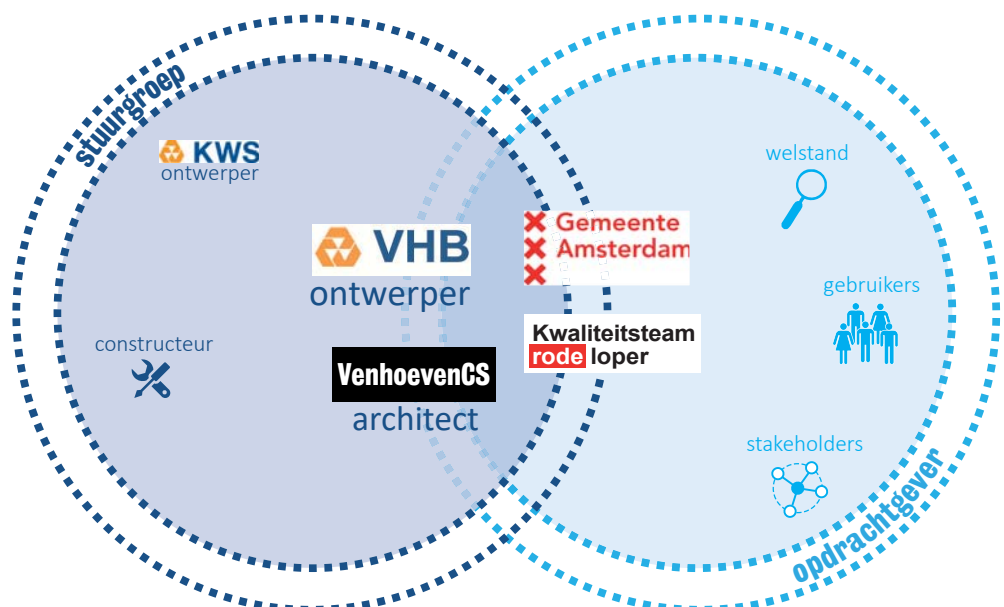 stuurgroep
KWS
ontwerper
VHB
ontwerper
constructeur
VenhoevenCS
architect
Gemeente
Amsterdam
Kwaliteitsteam
rode loper
welstand
gebruikers
stakeholders
opdrachtgever